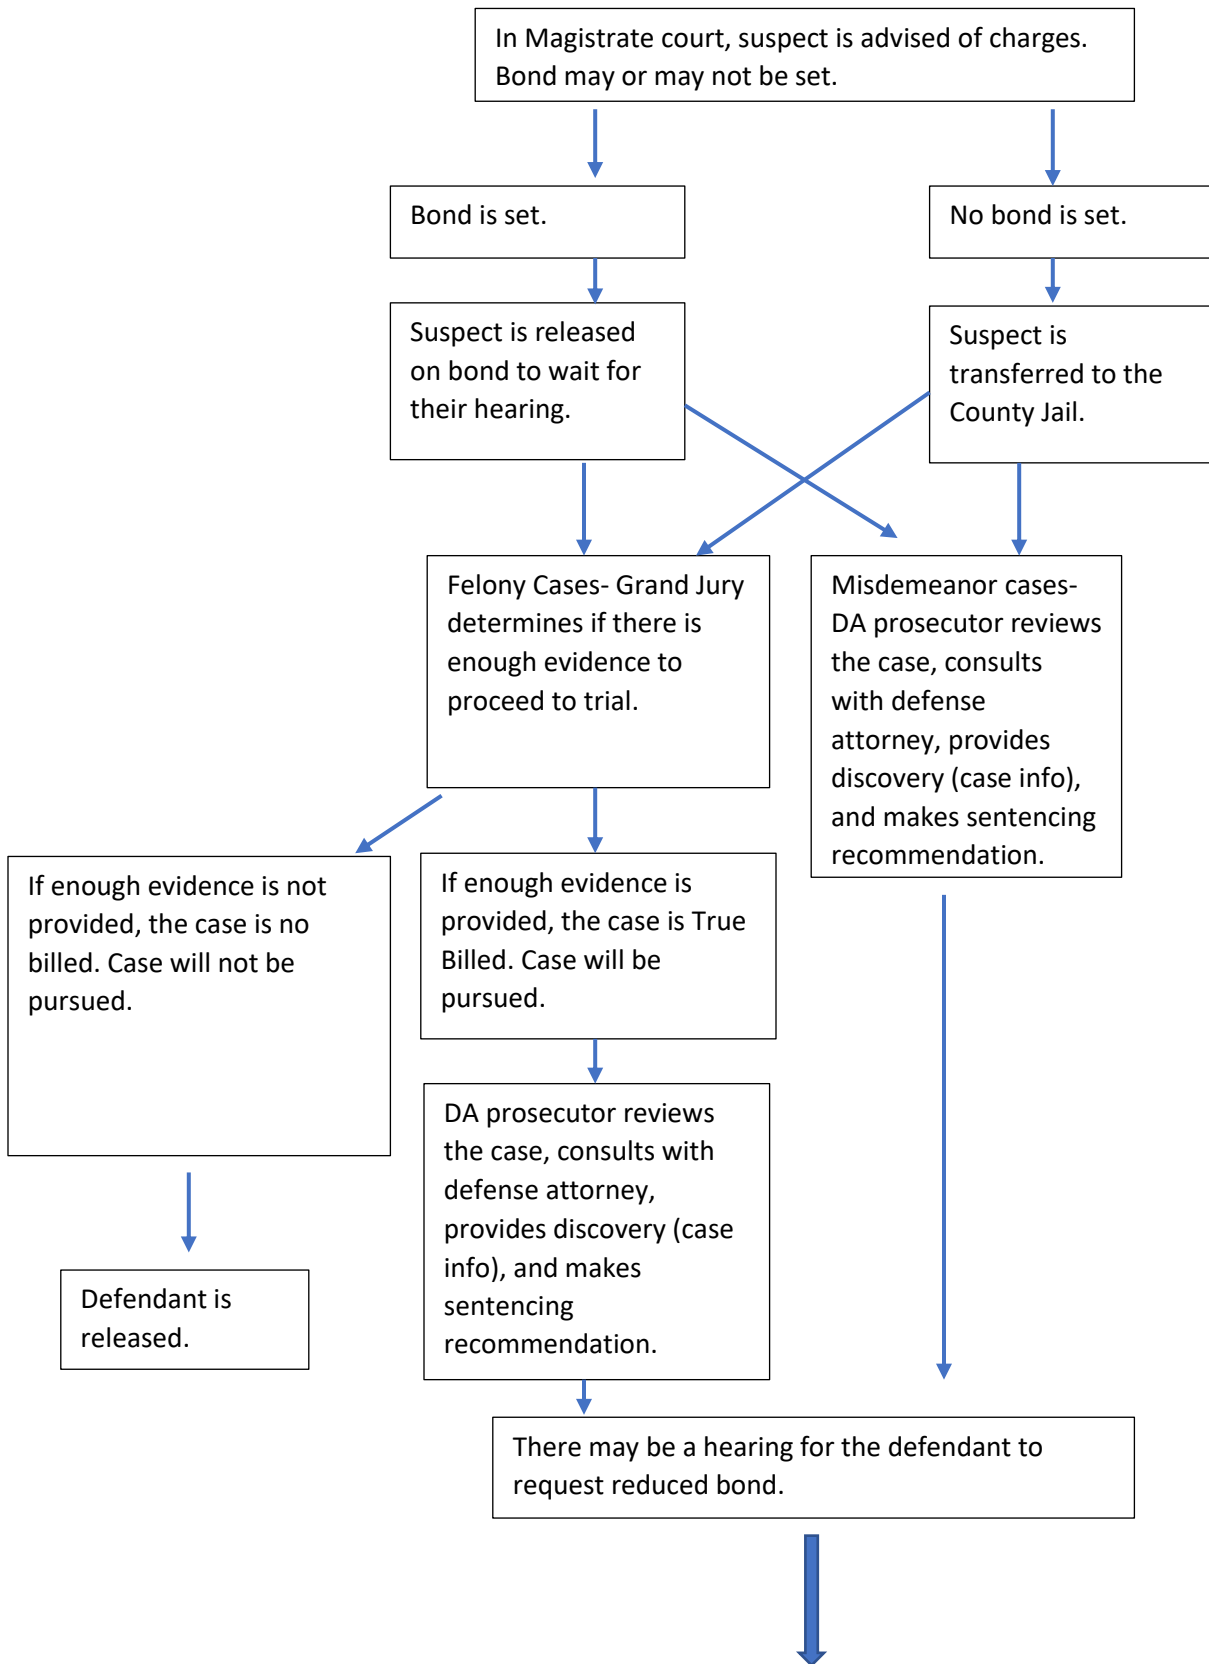 In Magistrate court, suspect is advised of charges.
Bond may or may not be set.
Bond is set.
No bond is set.
Suspect is released
on bond to wait for
their hearing.
Suspect is
transferred to the
County Jail.
Felony Cases- Grand Jury
determines if there is
enough evidence to
proceed to trial.
Misdemeanor cases-
DA prosecutor reviews
the case, consults
with defense
attorney, provides
discovery (case info),
and makes sentencing
recommendation.
If enough evidence is not
provided, the case is no
billed. Case will not be
pursued.
If enough evidence is
provided, the case is True
Billed. Case will be
pursued.
DA prosecutor reviews
the case, consults with
defense attorney,
provides discovery (case
info), and makes
sentencing
recommendation.
Defendant is
released.
There may be a hearing for the defendant to
request reduced bond.